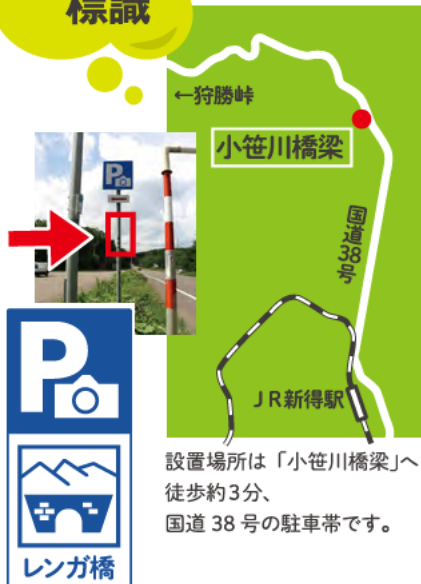 標識
←狩勝峠
小笹川橋梁
国道38号
JR新得駅
P
P
レンガ橋
設置場所は「小笹川橋梁」へ
徒歩約3分、
国道38号の駐車帯です。